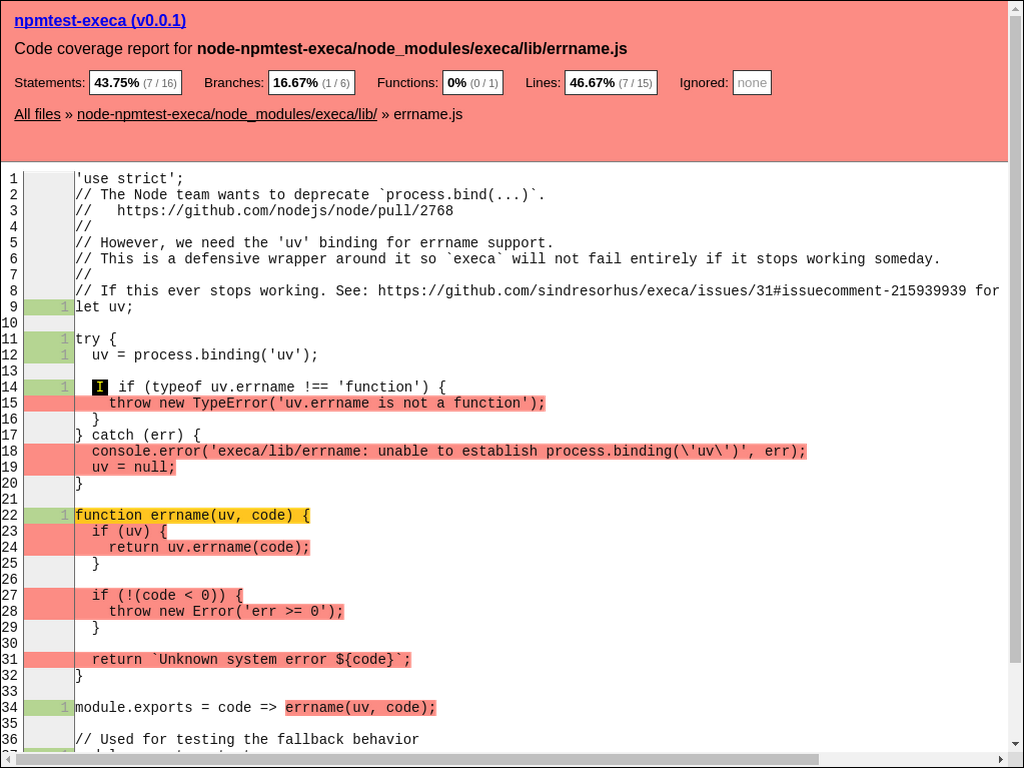 npmtest-execa (v0.0.1)
Code coverage report for node-npmtest-execa/node_modules/execa/lib/errname.js
Statements: 43.75% (7 / 16) Branches: 16.67% (1 / 6) Functions: 0% (0 / 1) Lines: 46.67% (7 / 15) Ignored: none
All files » node-npmtest-execa/node_modules/execa/lib/ » errname.js
1 'use strict';
2 // The Node team wants to deprecate `process.bind(...)`.
3 //   https://github.com/nodejs/node/pull/2768
4 //
5 // However, we need the 'uv' binding for errname support.
6 // This is a defensive wrapper around it so `execa` will not fail entirely if it stops working someday.
7 //
8 // If this ever stops working. See: https://github.com/sindresorhus/execa/issues/31#issuecomment-215939939 for
9 1 let uv;
10
11 1 try {
12 1   uv = process.binding('uv');
13
14 1   I if (typeof uv.errname !== 'function') {
15     throw new TypeError('uv.errname is not a function');
16   }
17 } catch (err) {
18   console.error('execa/lib/errname: unable to establish process.binding(\'uv\')', err);
19   uv = null;
20 }
21
22 1 function errname(uv, code) {
23   if (uv) {
24     return uv.errname(code);
25   }
26
27   if (!(code < 0)) {
28     throw new Error('err >= 0');
29   }
30
31   return `Unknown system error ${code}`;
32 }
33
34 1 module.exports = code => errname(uv, code);
35
36 // Used for testing the fallback behavior